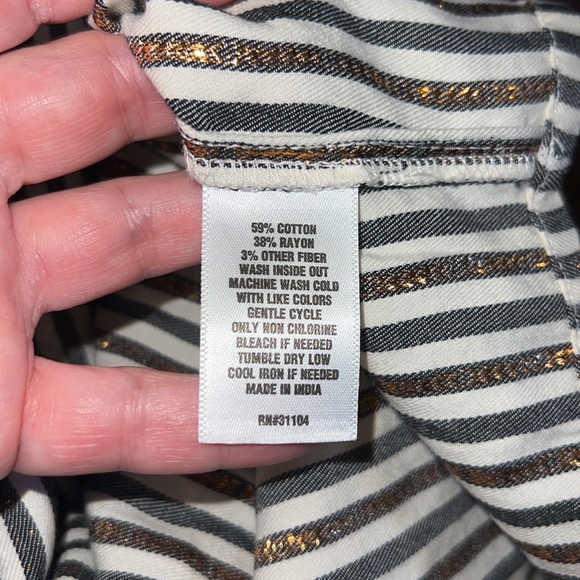 59% COTTON
38% RAYON
3% OTHER FIBER
WASH INSIDE OUT
MACHINE WASH COLD
WITH LIKE COLORS
GENTLE CYCLE
ONLY NON CHLORINE
BLEACH IF NEEDED
TUMBLE DRY LOW
COOL IRON IF NEEDED
MADE IN INDIA
RN#31104